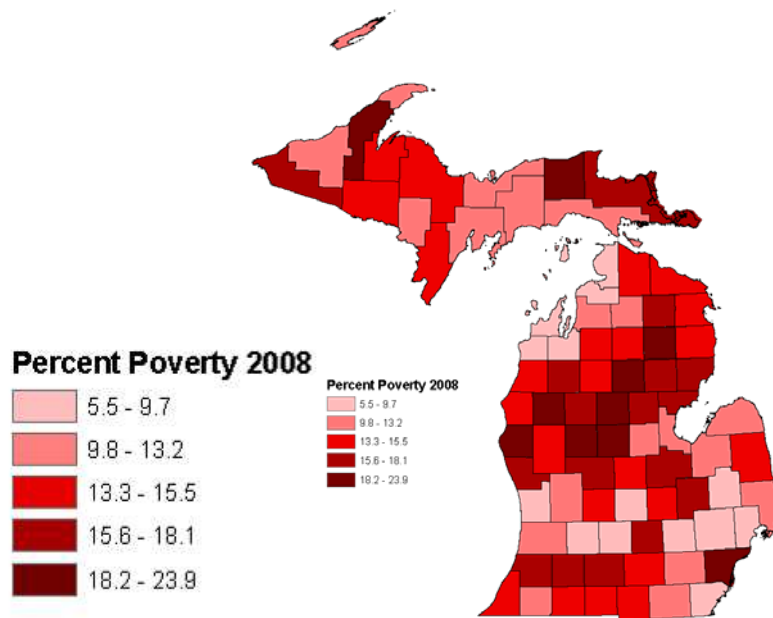 Percent Poverty 2008
5.5 - 9.7
9.8 - 13.2
13.3 - 15.5
15.6 - 18.1
18.2 - 23.9
Percent Poverty 2008
5.5 - 9.7
9.8 - 13.2
13.3 - 15.5
15.6 - 18.1
18.2 - 23.9